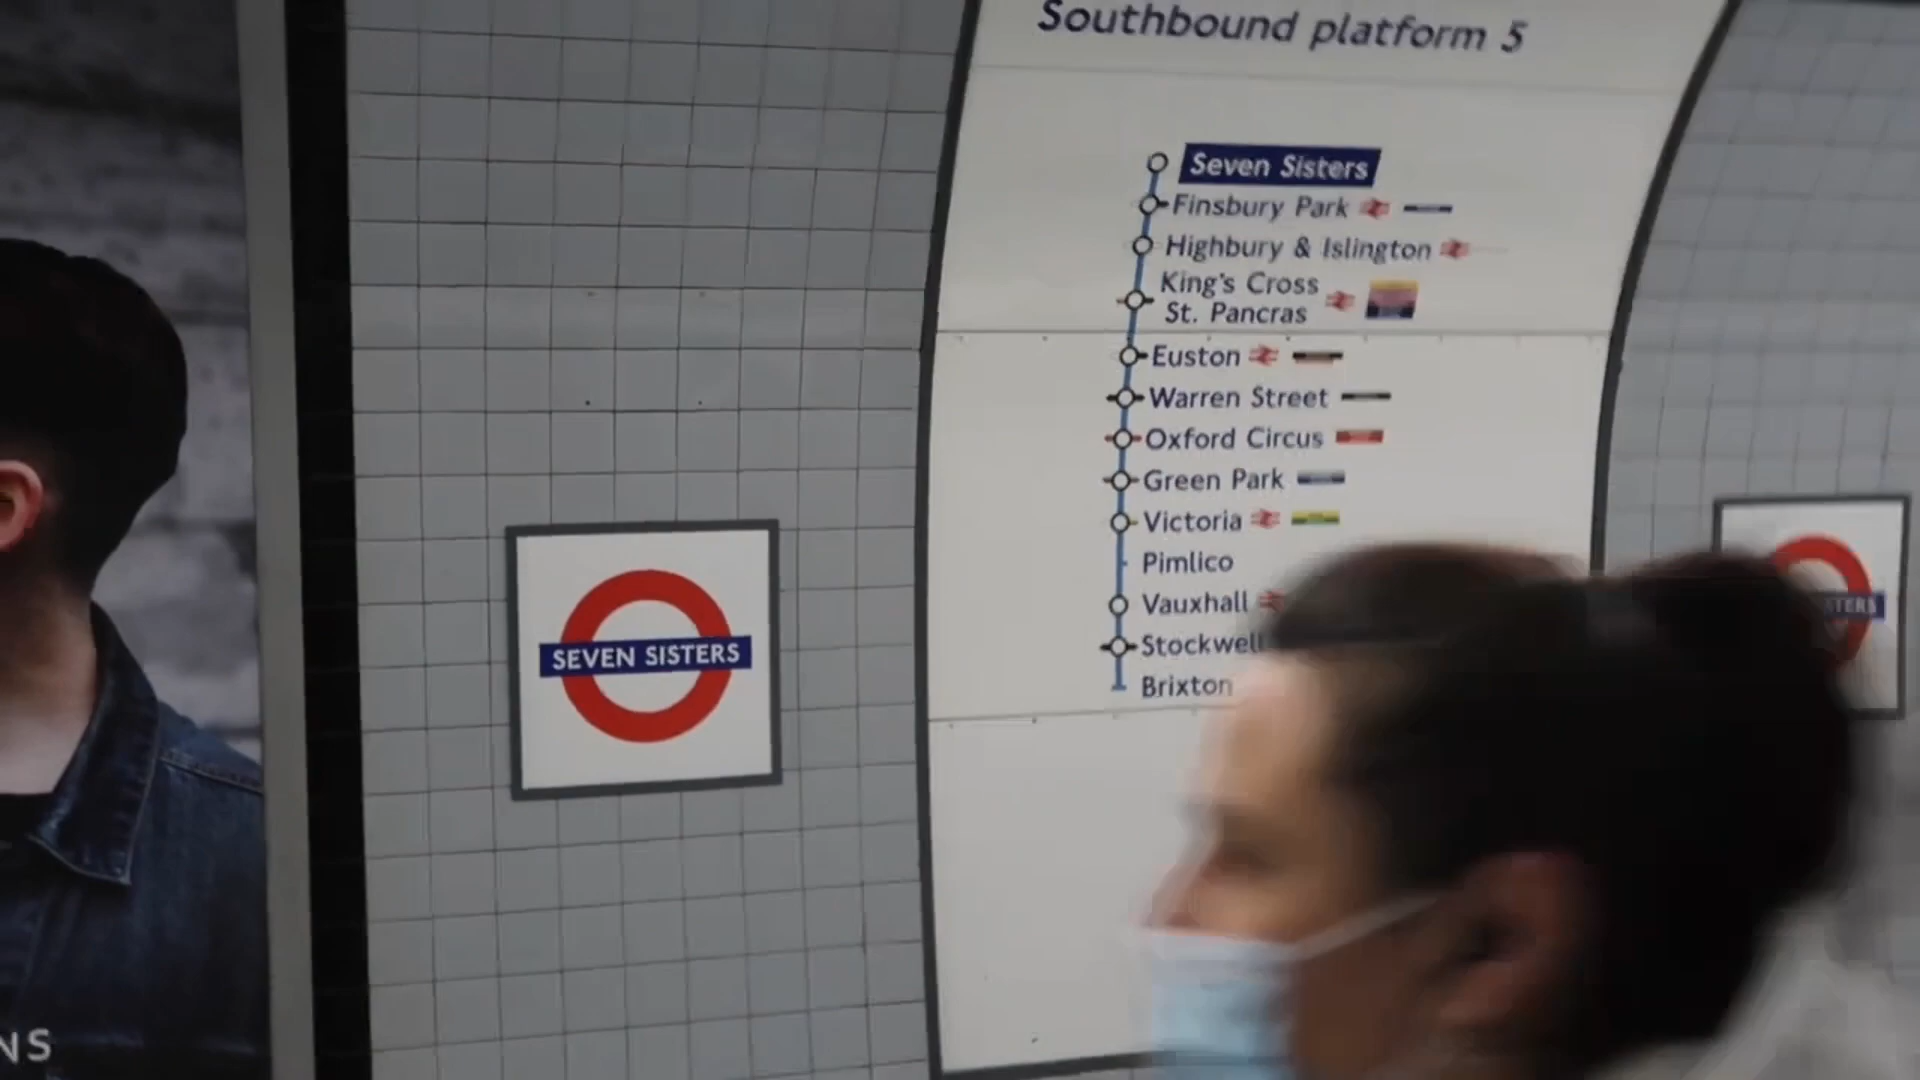 Southbound platform 5
Seven Sisters
Finsbury Park
Highbury & Islington
King's Cross
St. Pancras
Euston
Warren Street
Oxford Circus
Green Park
Victoria
Pimlico
Vauxhall
Stockwell
Brixton
SEVEN SISTERS
STERS
NS